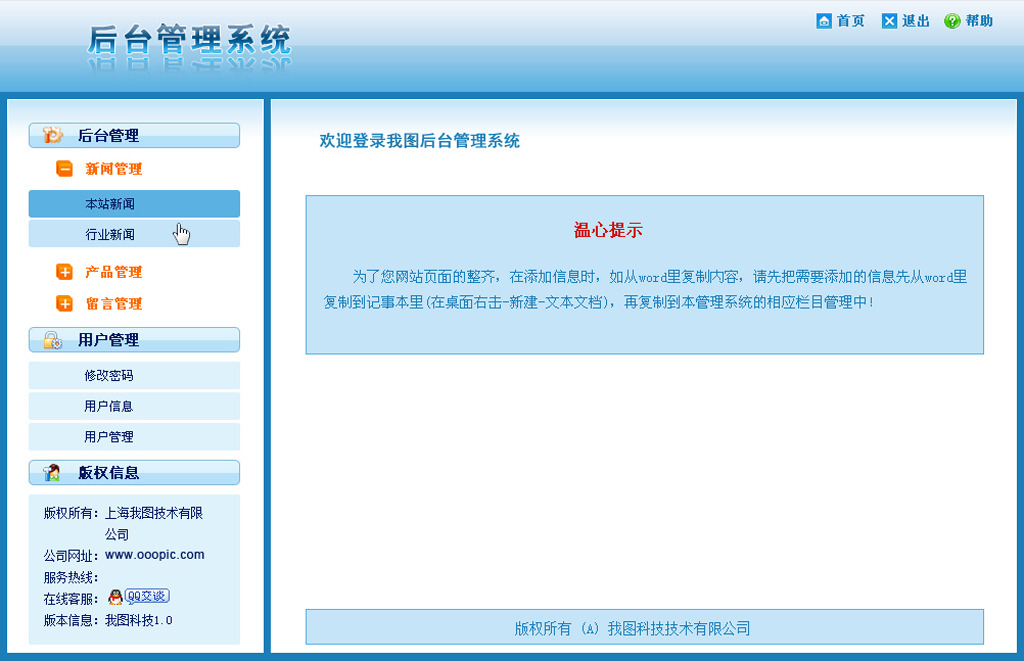 后台管理系统
首页 退出 帮助
后台管理
新闻管理
本站新闻
行业新闻
产品管理
留言管理
用户管理
修改密码
用户信息
用户管理
版权信息
版权所有：上海我图技术有限
公司
公司网址：www.ooopic.com
服务热线：
在线客服：QQ交谈
版本信息：我图科技1.0
欢迎登录我图后台管理系统
温心提示
为了您网站页面的整齐，在添加信息时，如从word里复制内容，请先把需要添加的信息先从word里
复制到记事本里(在桌面右击-新建-文本文档)，再复制到本管理系统的相应栏目管理中！
版权所有 (A) 我图科技技术有限公司